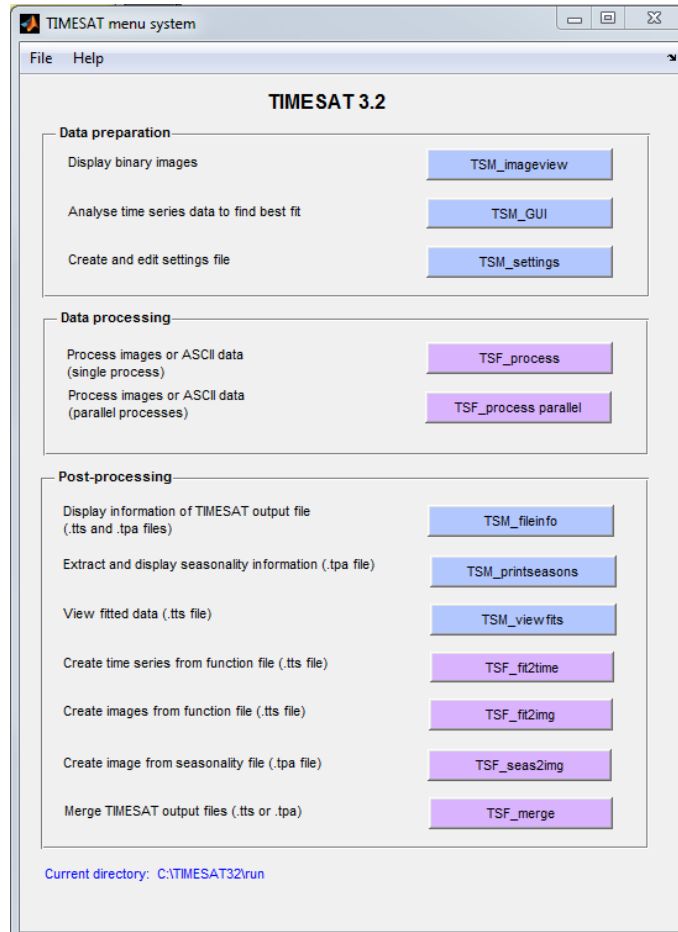 TIMESAT menu system
File Help
TIMESAT 3.2
Data preparation
Display binary images TSM_imageview
Analyse time series data to find best fit TSM_GUI
Create and edit settings file TSM_settings
Data processing
Process images or ASCII data
(single process) TSF_process
Process images or ASCII data
(parallel processes) TSF_process parallel
Post-processing
Display information of TIMESAT output file
(.tts and .tpa files) TSM_fileinfo
Extract and display seasonality information (.tpa file) TSM_printseasons
View fitted data (.tts file) TSM_viewfits
Create time series from function file (.tts file) TSF_fit2time
Create images from function file (.tts file) TSF_fit2img
Create image from seasonality file (.tpa file) TSF_seas2img
Merge TIMESAT output files (.tts or .tpa) TSF_merge
Current directory: C:\TIMESAT32\run